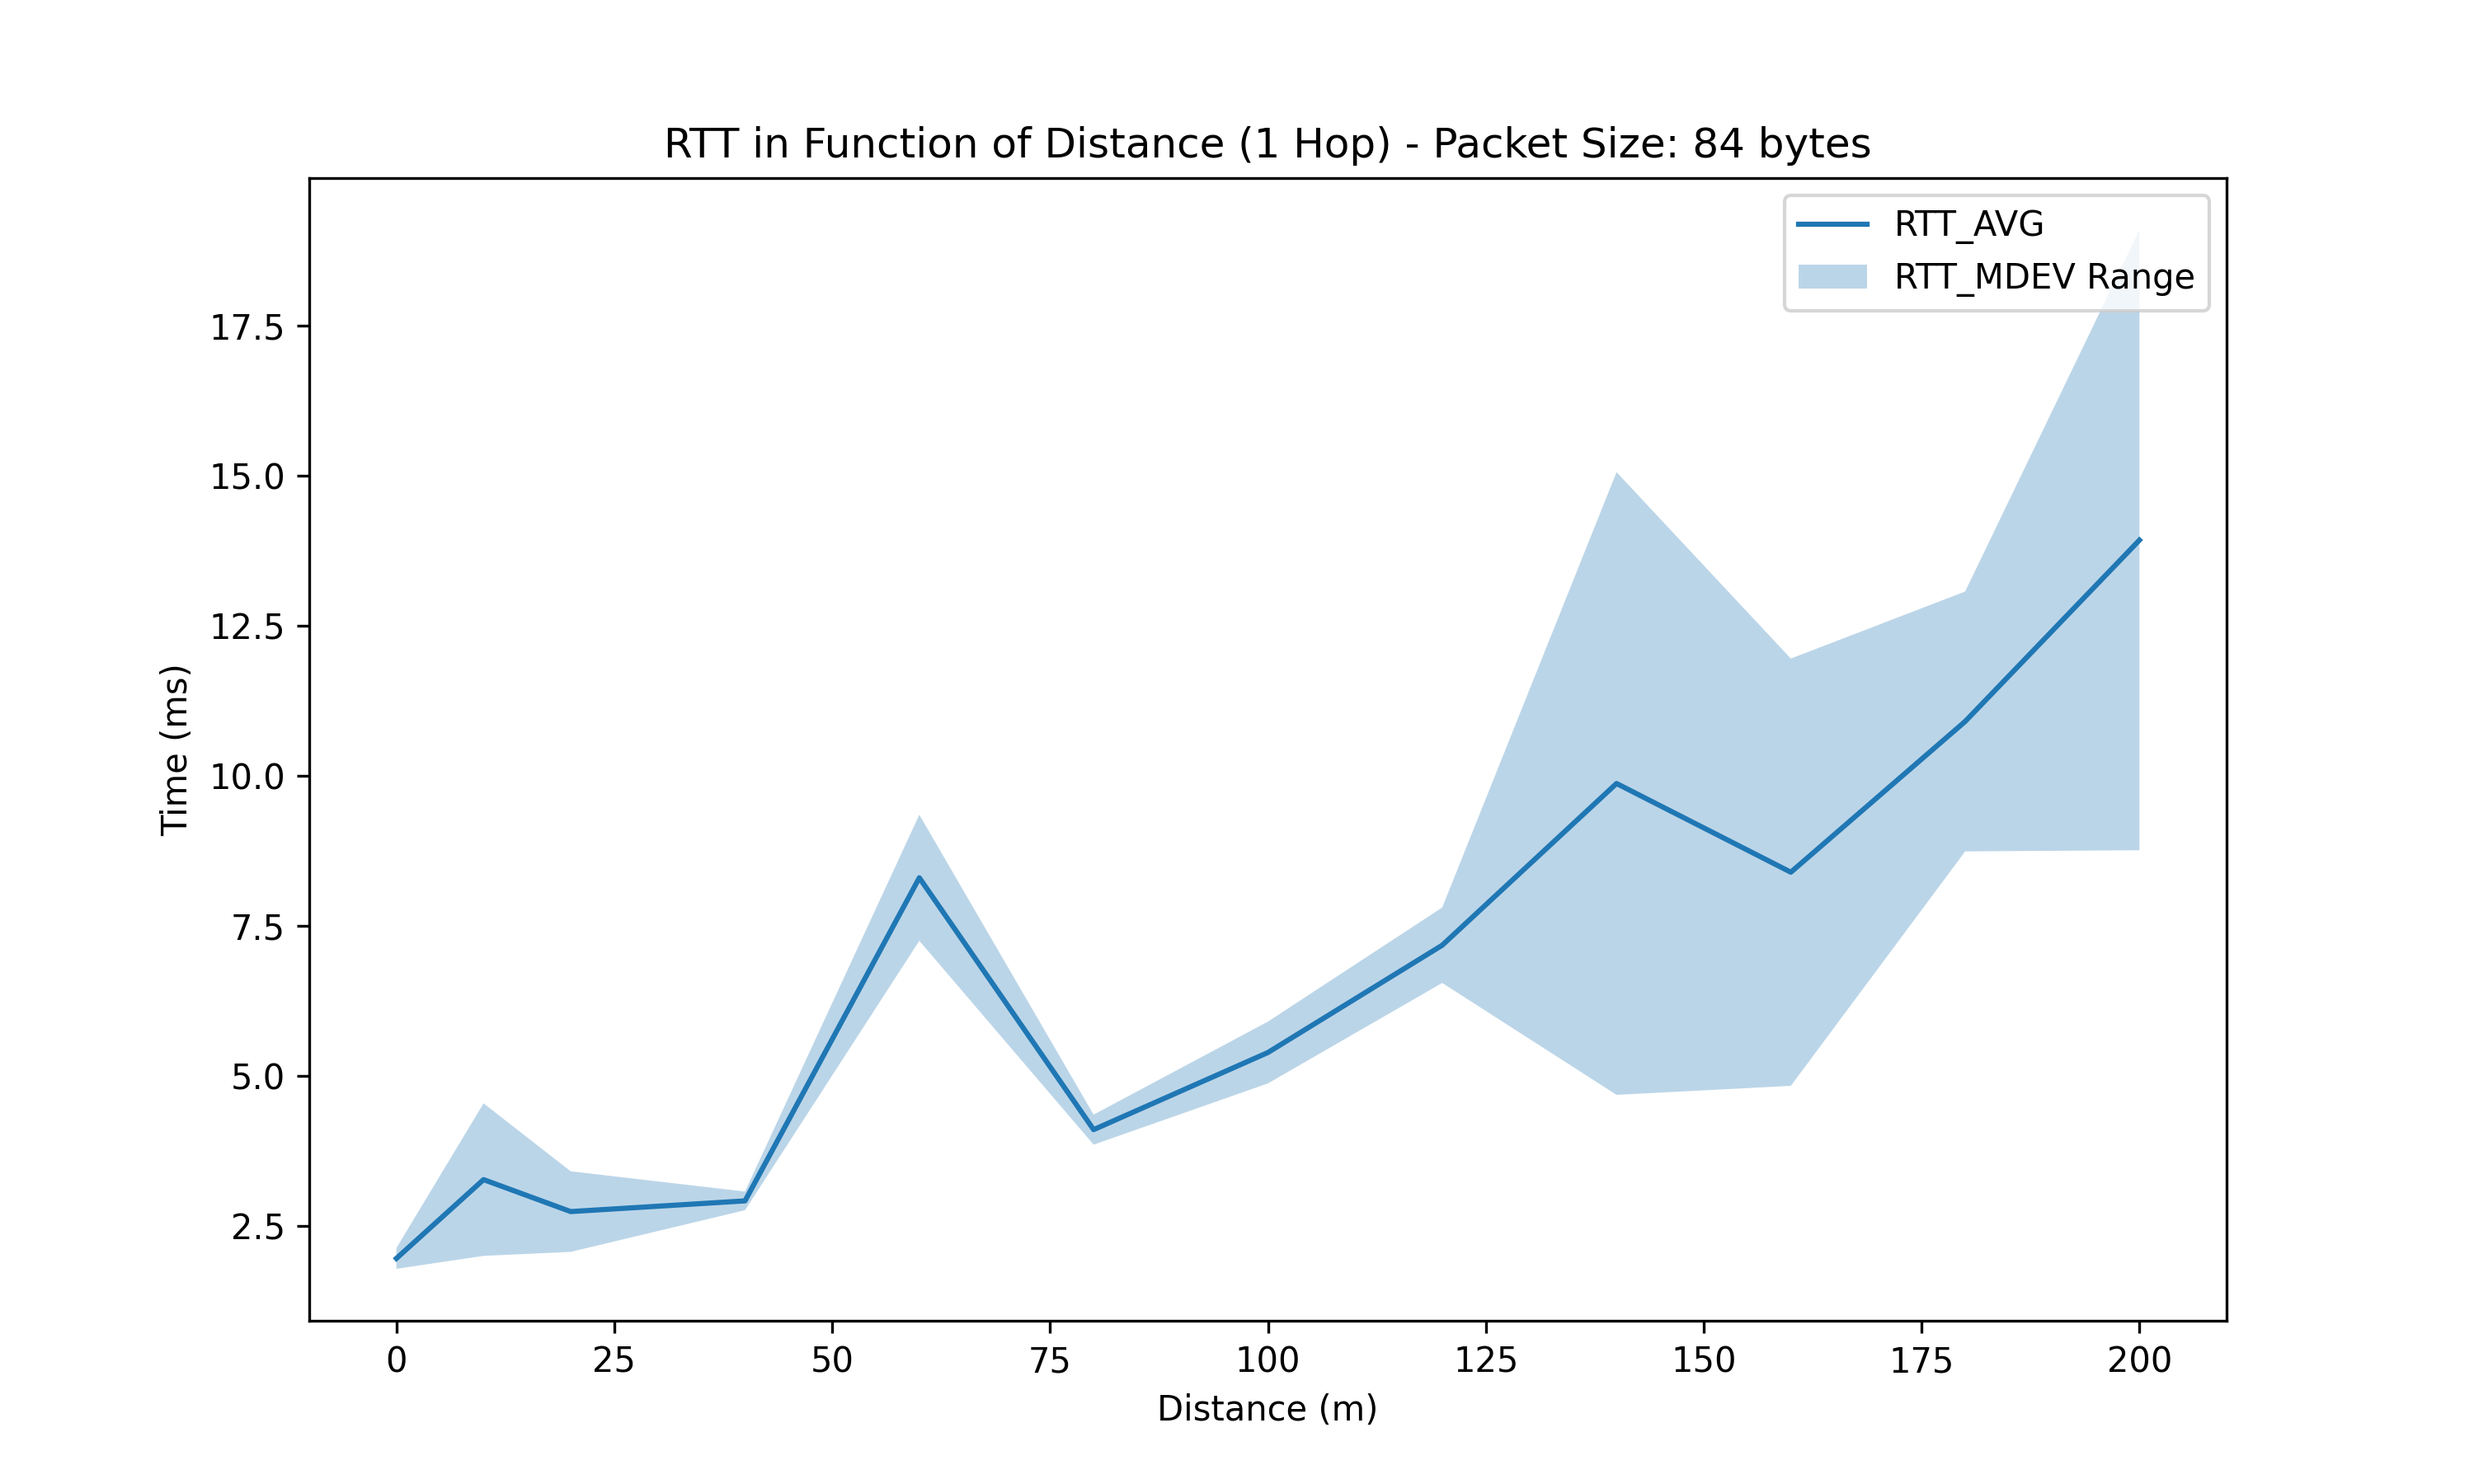 RTT in Function of Distance (1 Hop) - Packet Size: 84 bytes
RTT_AVG
RTT_MDEV Range
17.5
15.0
12.5
10.0
7.5
5.0
2.5
Time (ms)
0 25 50 75 100 125 150 175 200
Distance (m)